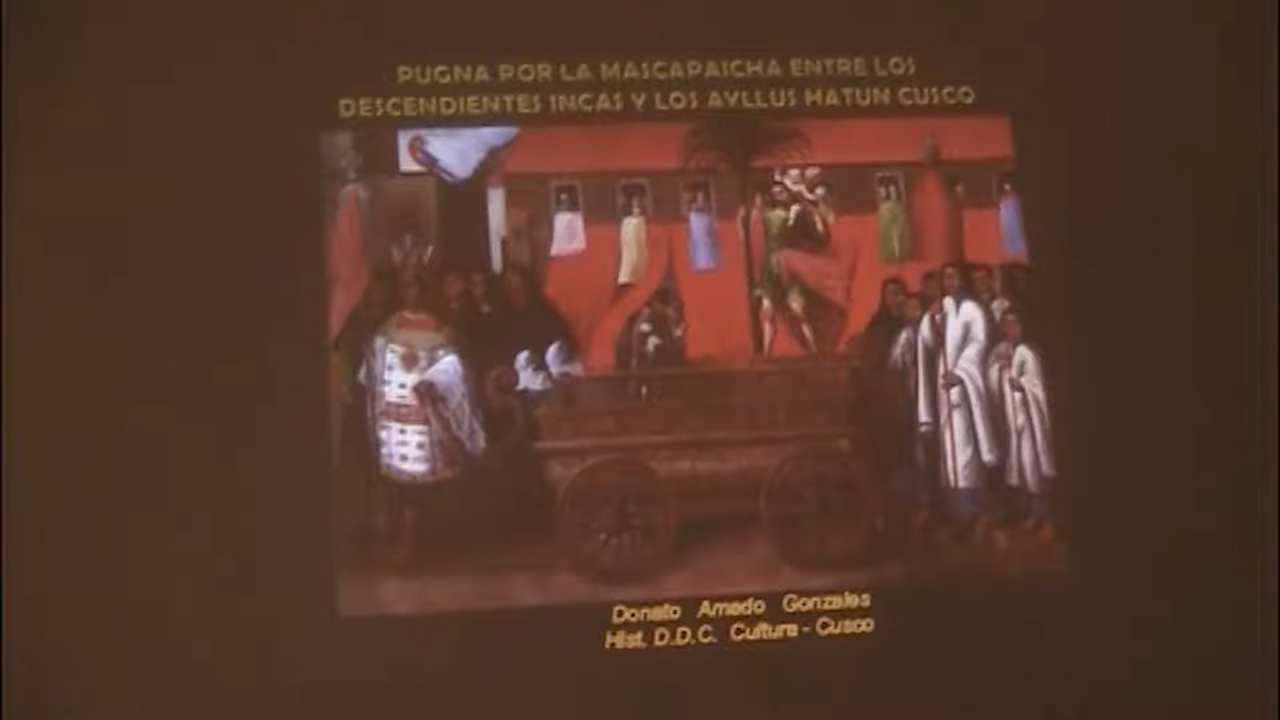 PUGNA POR LA MASCAPAICHA ENTRE LOS
DESCENDIENTES INCAS Y LOS AYLLUS HATUN CUSCO
Donato Amado Gonzales
Hist. D.D.C. Cultura - Cusco